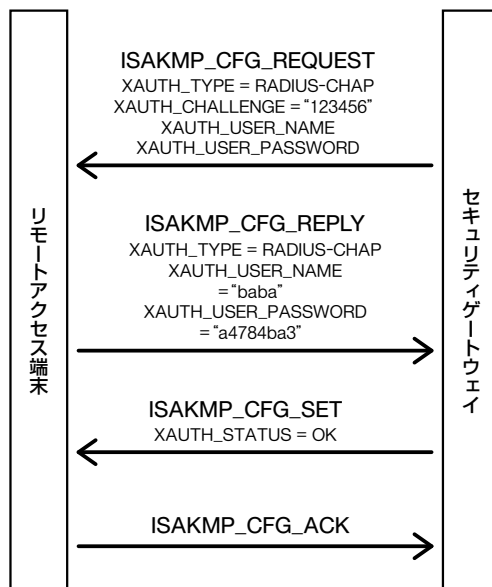 ISAKMP_CFG_REQUEST
XAUTH_TYPE = RADIUS-CHAP
XAUTH_CHALLENGE = “123456”
XAUTH_USER_NAME
XAUTH_USER_PASSWORD
リモートアクセス端末
セキュリティゲートウェイ
ISAKMP_CFG_REPLY
XAUTH_TYPE = RADIUS-CHAP
XAUTH_USER_NAME
= “baba”
XAUTH_USER_PASSWORD
= “a4784ba3”
ISAKMP_CFG_SET
XAUTH_STATUS = OK
ISAKMP_CFG_ACK